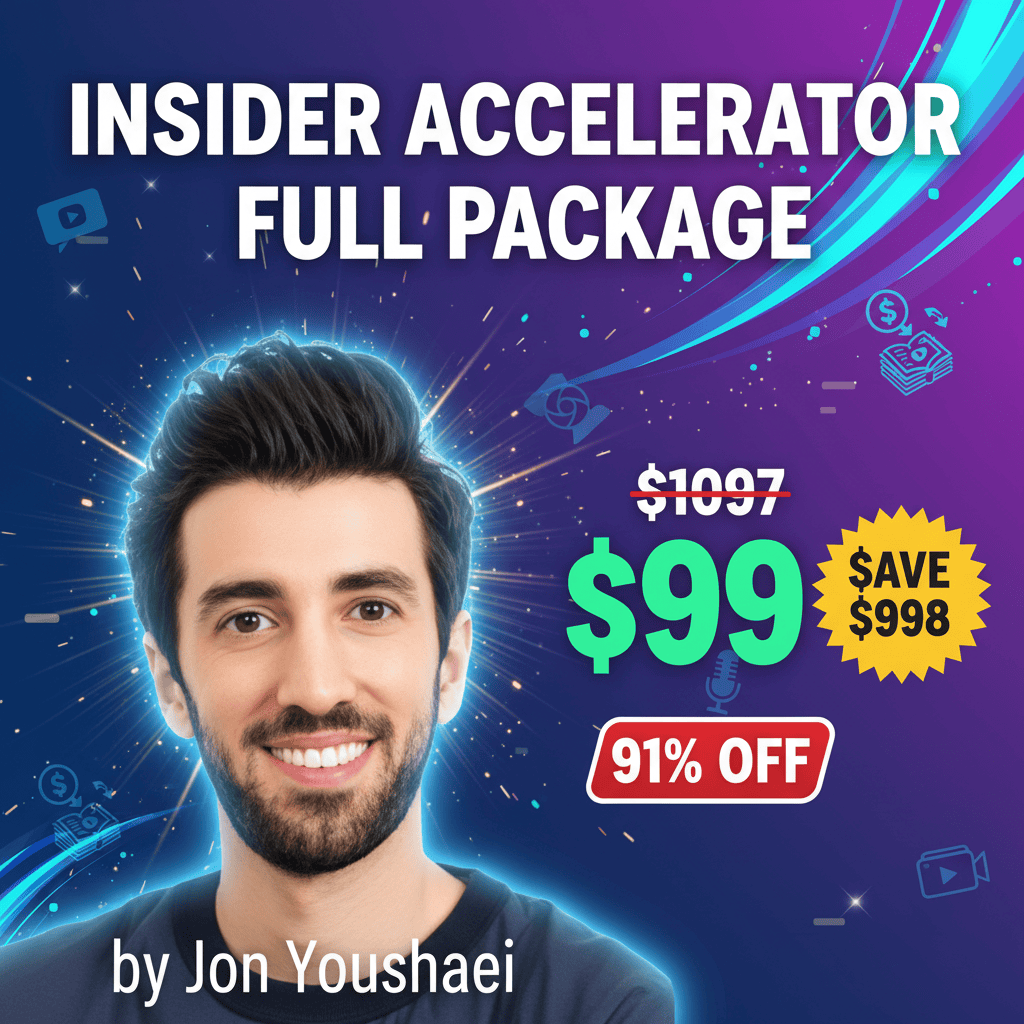 INSIDER ACCELERATOR
FULL PACKAGE
$1097
$99
$AVE
$998
91% OFF
by Jon Youshaei